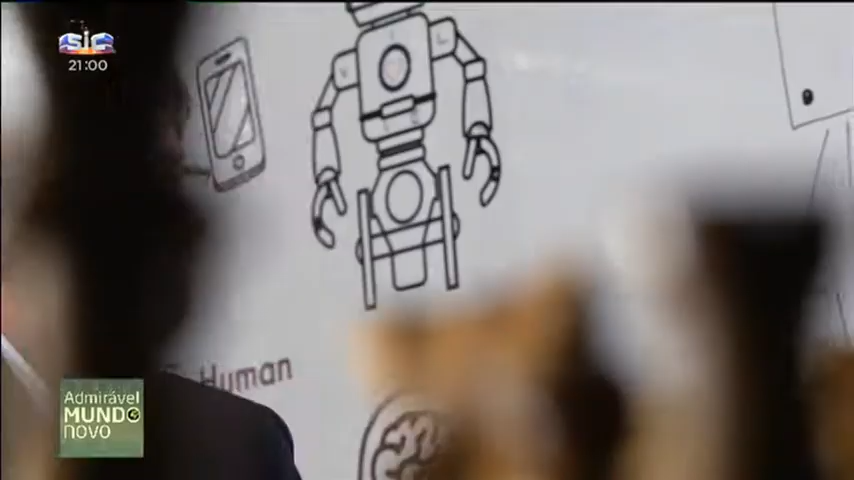 SIC
21:00
Human
Admirável
MUNDO
NOVO